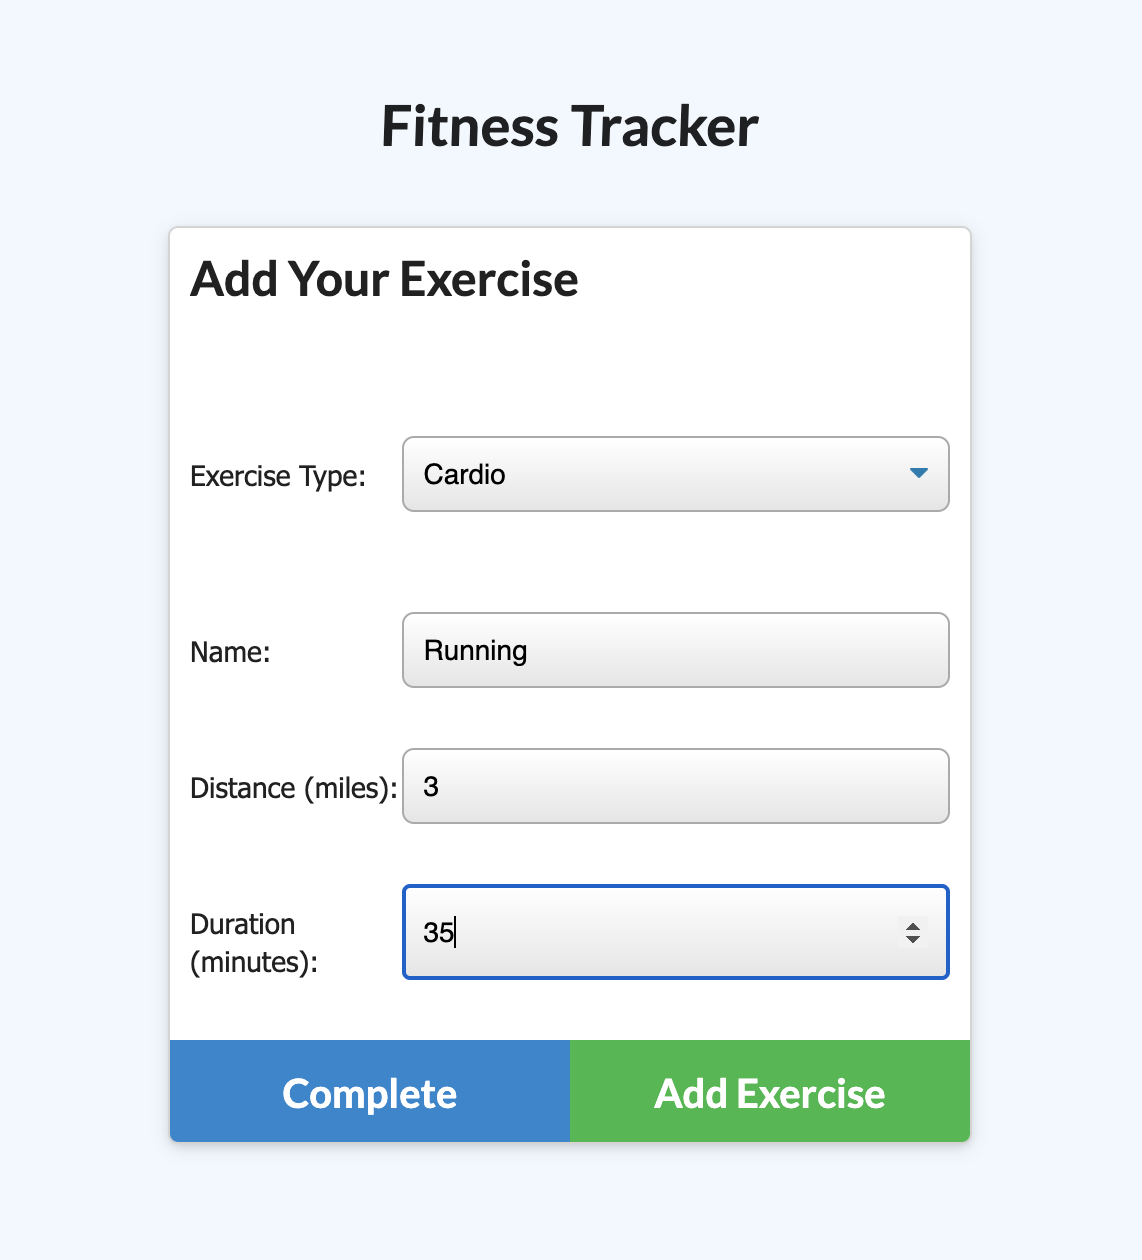 Fitness Tracker
Add Your Exercise
Exercise Type: Cardio
Name: Running
Distance (miles): 3
Duration
(minutes): 35
Complete Add Exercise